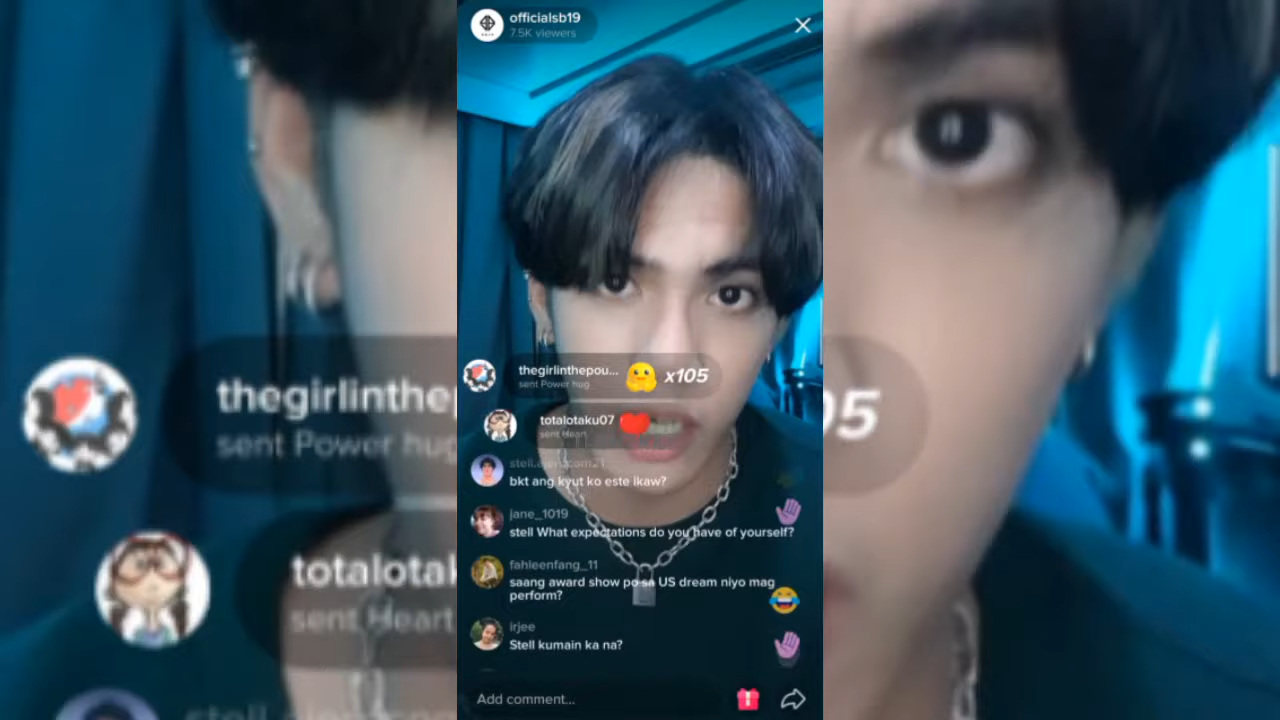 officialsb19
7.5K viewers
thegirlinthepou...
sent Power hug
x105
totalotaku07
sent Heart
bkt ang kyut ko este ikaw?
jane_1019
stell What expectations do you have of yourself?
fahleenfang_11
saang award show po sa US dream niyo mag
perform?
irjee
Stell kumain ka na?
Add comment...
thegirlinthep
sent Power hug
totalotak
sent Heart
05